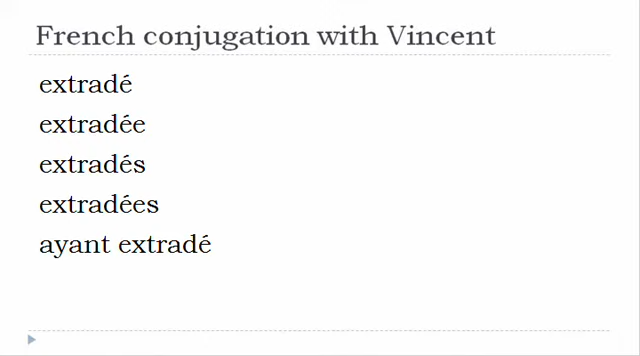 French conjugation with Vincent
extradé
extradée
extradés
extradées
ayant extradé